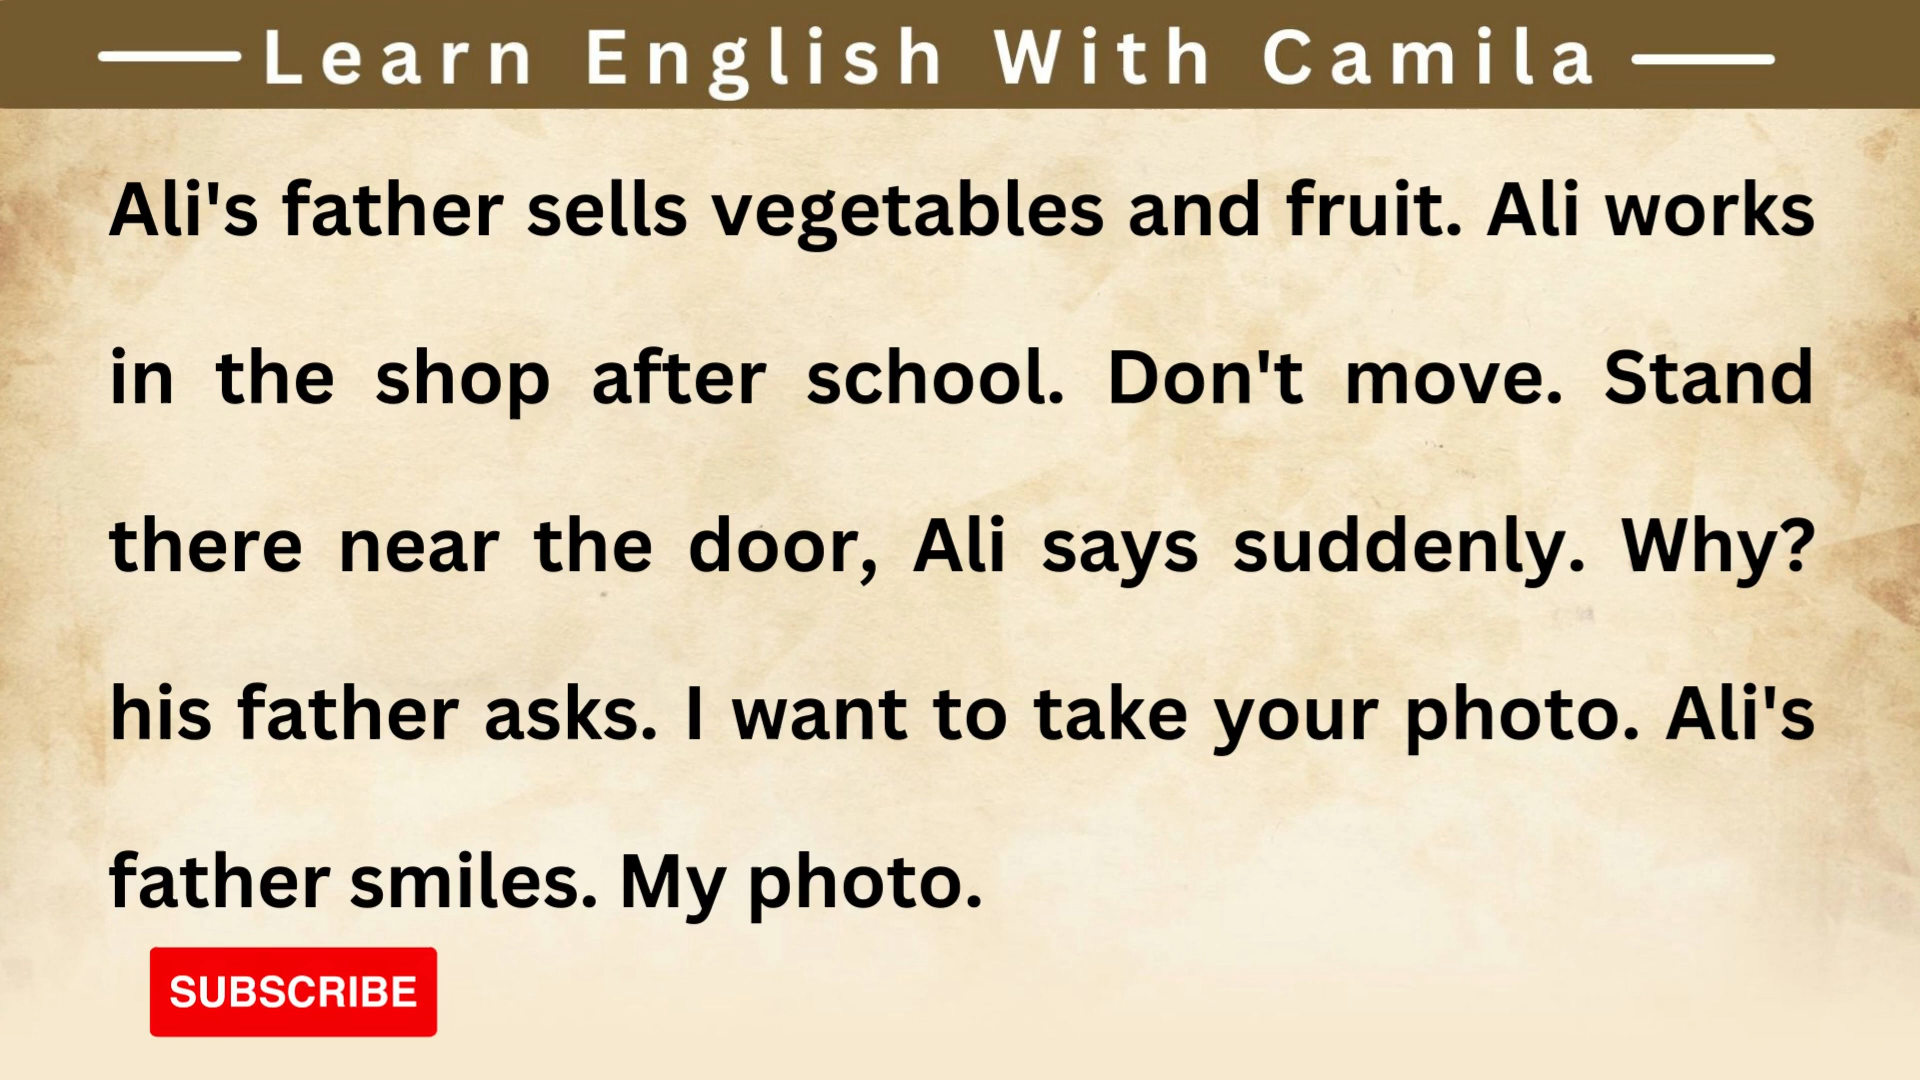 Learn English With Camila
Ali's father sells vegetables and fruit. Ali works
in the shop after school. Don't move. Stand
there near the door, Ali says suddenly. Why?
his father asks. I want to take your photo. Ali's
father smiles. My photo.
SUBSCRIBE